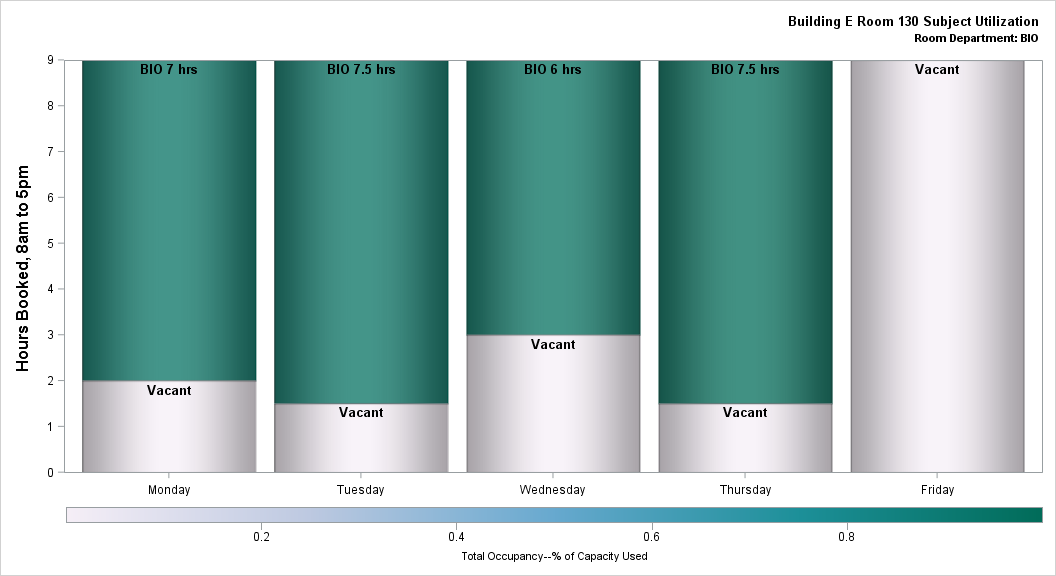 Building E Room 130 Subject Utilization
Room Department: BIO
Hours Booked, 8am to 5pm
9
8
7
6
5
4
3
2
1
0
BIO 7 hrs
BIO 7.5 hrs
BIO 6 hrs
BIO 7.5 hrs
Vacant
Vacant
Vacant
Vacant
Vacant
Monday
Tuesday
Wednesday
Thursday
Friday
0.2
0.4
0.6
0.8
Total Occupancy--% of Capacity Used